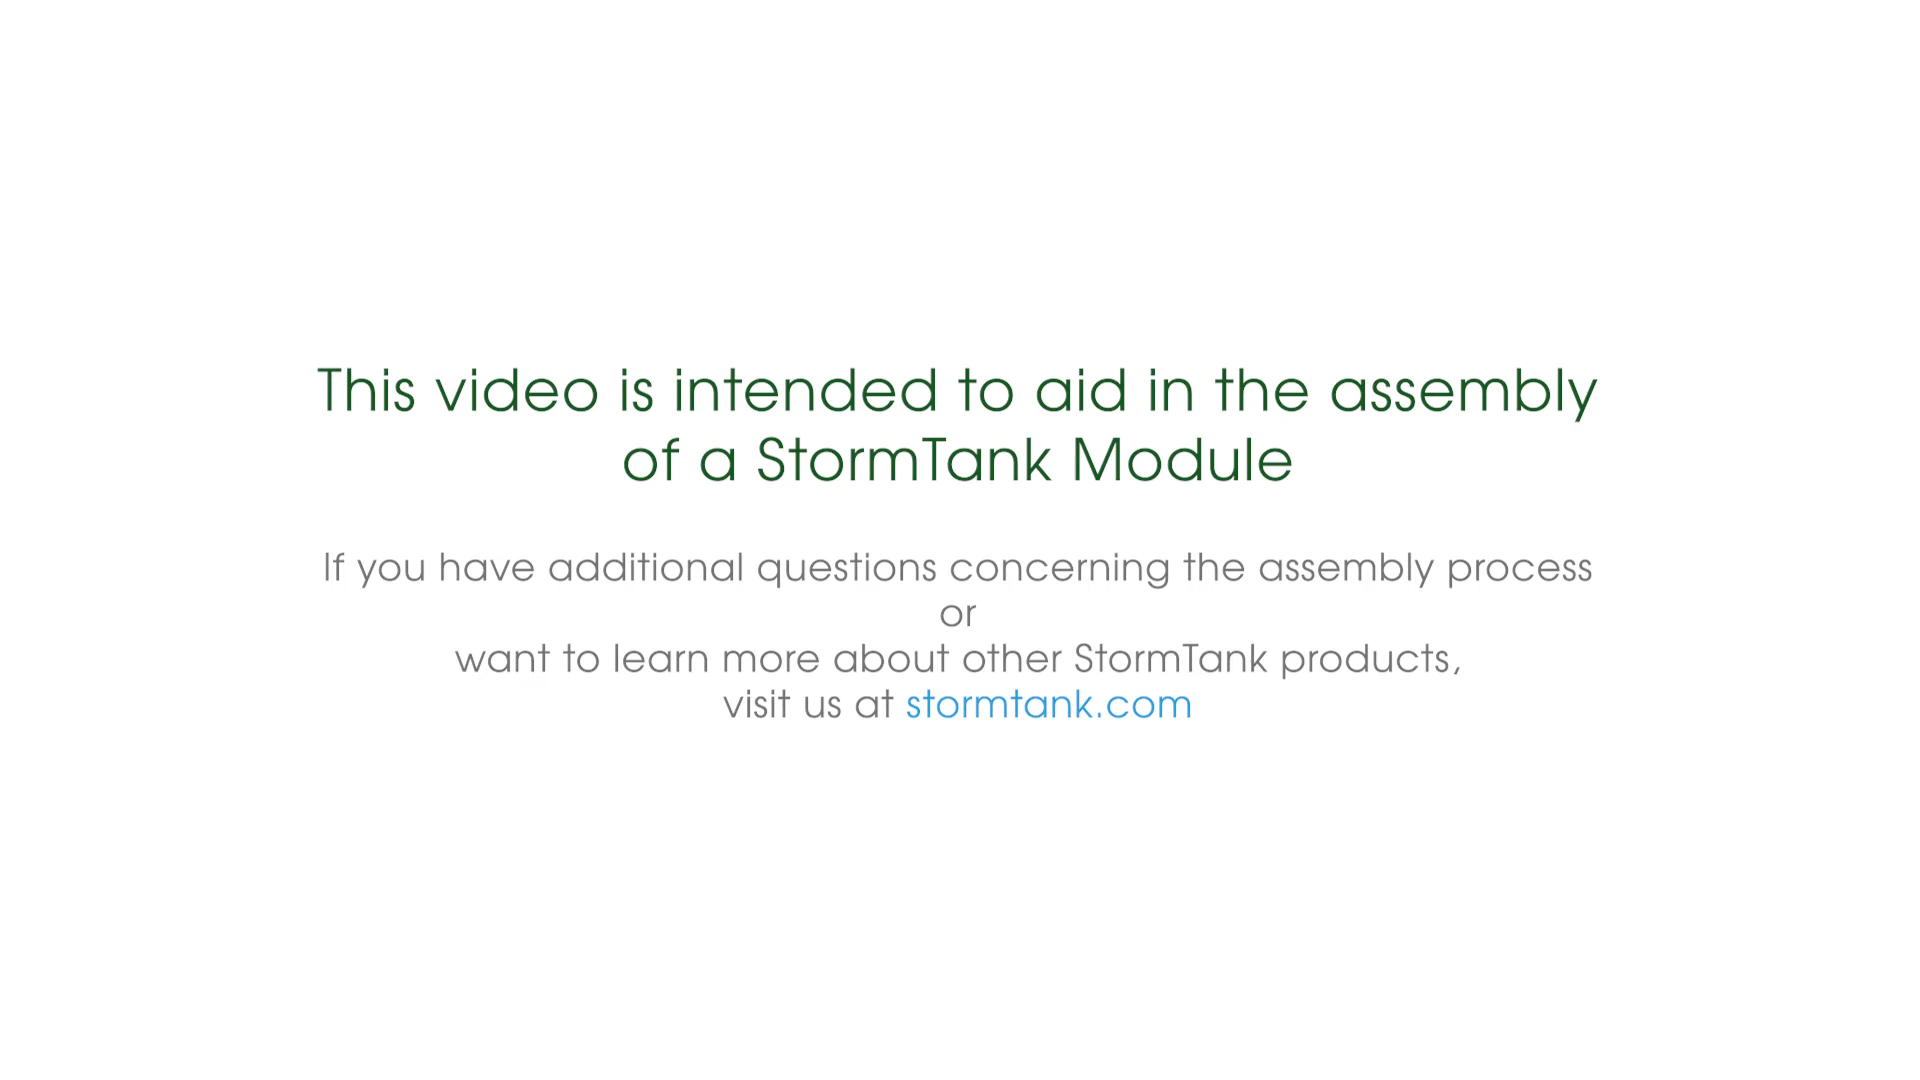 This video is intended to aid in the assembly
of a StormTank Module
If you have additional questions concerning the assembly process
or
want to learn more about other StormTank products,
visit us at stormtank.com